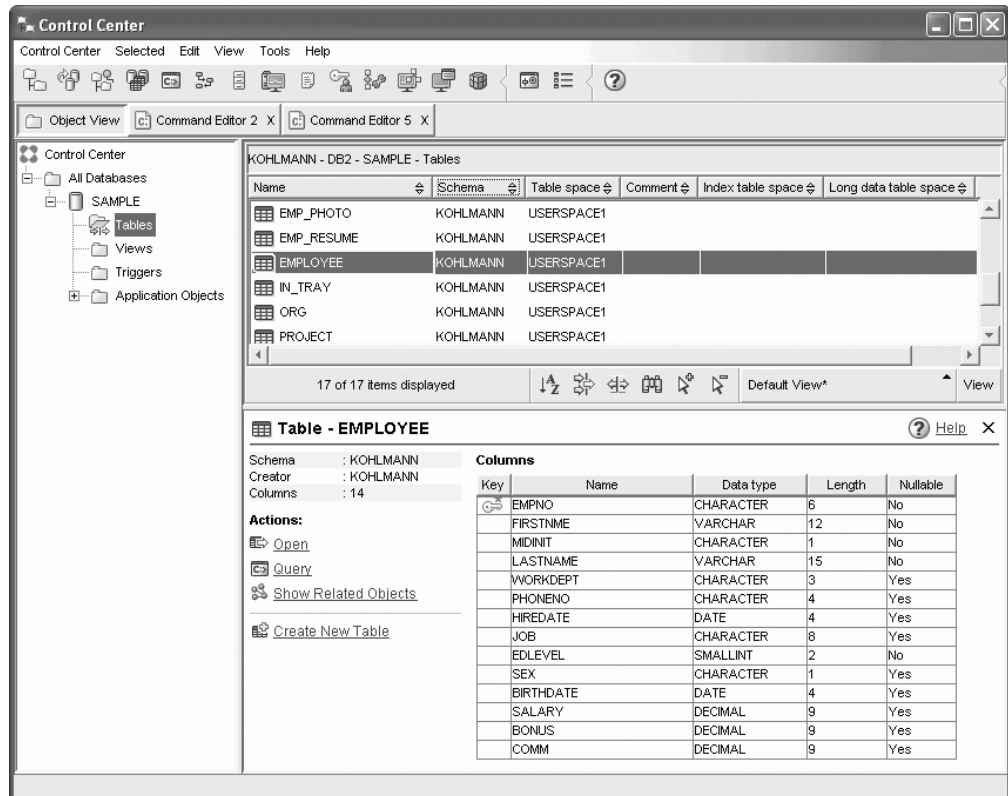 Control Center
Control Center Selected Edit View Tools Help
Object View Command Editor 2 X Command Editor 5 X
Control Center
All Databases
SAMPLE
Tables
Views
Triggers
Application Objects
KOHLMANN - DB2 - SAMPLE - Tables
Name Schema Table space Comment Index table space Long data table space
EMP_PHOTO KOHLMANN USERSPACE1
EMP_RESUME KOHLMANN USERSPACE1
EMPLOYEE KOHLMANN USERSPACE1
IN_TRAY KOHLMANN USERSPACE1
ORG KOHLMANN USERSPACE1
PROJECT KOHLMANN USERSPACE1
17 of 17 items displayed Default View* View
Table - EMPLOYEE Help X
Schema : KOHLMANN
Creator : KOHLMANN
Columns : 14
Actions:
Open
Query
Show Related Objects
Create New Table
Columns
Key Name Data type Length Nullable
EMPNO CHARACTER 6 No
FIRSTNME VARCHAR 12 No
MIDINIT CHARACTER 1 No
LASTNAME VARCHAR 15 No
WORKDEPT CHARACTER 3 Yes
PHONENO CHARACTER 4 Yes
HIREDATE DATE 4 Yes
JOB CHARACTER 8 Yes
EDLEVEL SMALLINT 2 No
SEX CHARACTER 1 Yes
BIRTHDATE DATE 4 Yes
SALARY DECIMAL 9 Yes
BONUS DECIMAL 9 Yes
COMM DECIMAL 9 Yes